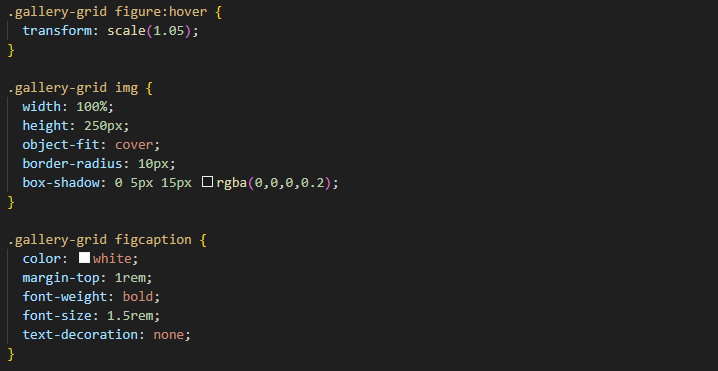 .gallery-grid figure:hover {
  transform: scale(1.05);
}

.gallery-grid img {
  width: 100%;
  height: 250px;
  object-fit: cover;
  border-radius: 10px;
  box-shadow: 0 5px 15px rgba(0,0,0,0.2);
}

.gallery-grid figcaption {
  color: white;
  margin-top: 1rem;
  font-weight: bold;
  font-size: 1.5rem;
  text-decoration: none;
}